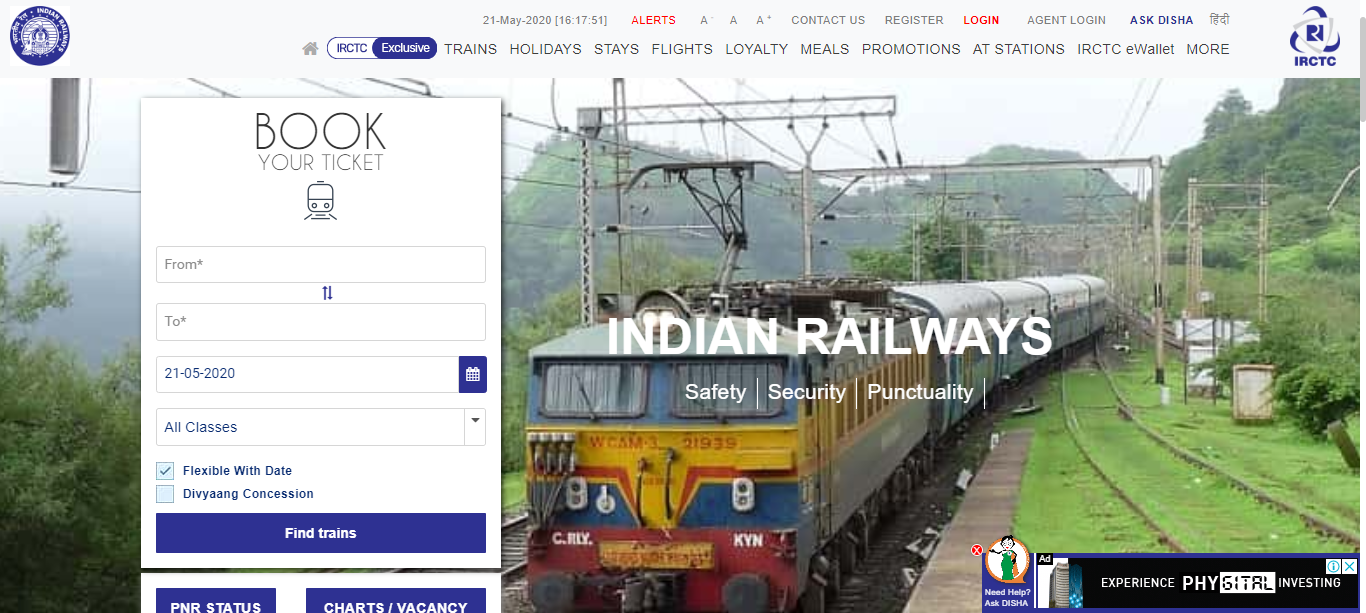 INDIAN RAILWAYS
21-May-2020 [16:17:51] ALERTS A - A A + CONTACT US REGISTER LOGIN AGENT LOGIN ASK DISHA हिंदी
IRCTC Exclusive TRAINS HOLIDAYS STAYS FLIGHTS LOYALTY MEALS PROMOTIONS AT STATIONS IRCTC eWallet MORE
IRCTC
BOOK
YOUR TICKET
From*
To*
21-05-2020
All Classes
Flexible With Date
Divyaang Concession
Find trains
PNR STATUS CHARTS / VACANCY
INDIAN RAILWAYS
Safety Security Punctuality
WCAM-3 21939
C.RLY. KYN
Need Help?
Ask DISHA
Ad
EXPERIENCE PHYGITAL INVESTING